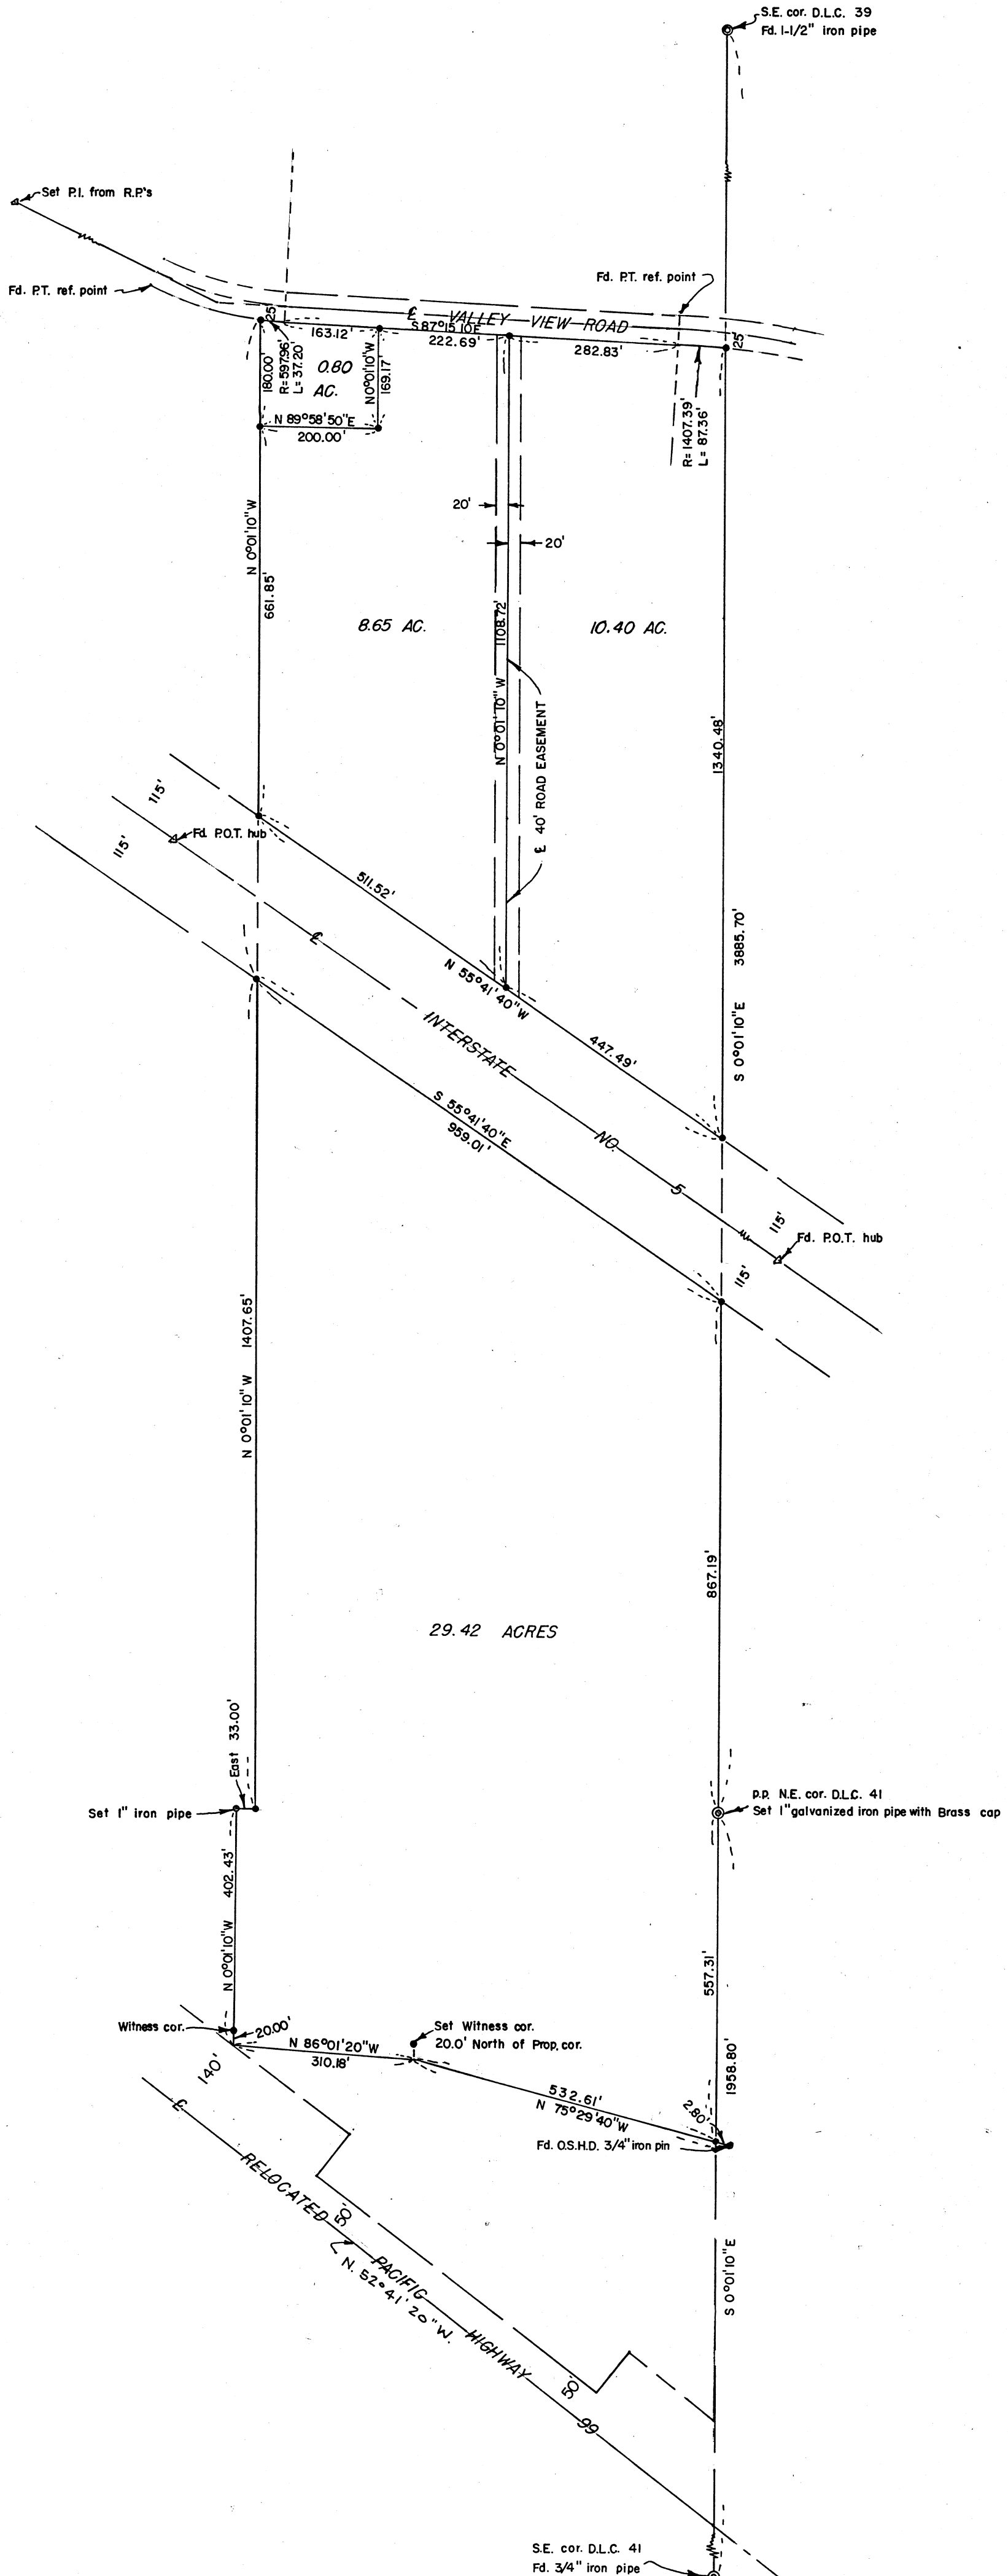 S.E. cor. D.L.C. 39
Fd. 1-1/2" iron pipe
Set P.I. from R.P.'s
Fd. P.T. ref. point
Fd. P.T. ref. point
℄ VALLEY VIEW ROAD
25'
163.12'
S 87°15'10"E
222.69'
282.83'
25'
180.00'
R=597.96'
L=37.20'
0.80
AC.
N 0°01'10"W
169.17'
N 89°58'50"E
200.00'
R=1407.39'
L=87.36'
20'
20'
N 0°01'10"W
661.85'
8.65 AC.
10.40 AC.
N 0°01'10"W 1108.72'
℄ 40' ROAD EASEMENT
1340.48'
115'
Fd. P.O.T. hub
115'
511.52'
N 55°41'40"W
447.49'
S 0°01'10"E 3885.70'
℄ INTERSTATE NO. 5
S 55°41'40"E
959.01'
115'
Fd. P.O.T. hub
115'
N 0°01'10"W 1407.65'
867.19'
29.42 ACRES
East 33.00'
Set 1" iron pipe
p.p. N.E. cor. D.L.C. 41
Set 1" galvanized iron pipe with Brass cap
N 0°01'10"W 402.43'
557.31'
Witness cor.
20.00'
Set Witness cor.
20.0' North of Prop. cor.
N 86°01'20"W
310.18'
140'
532.61'
N 75°29'40"W
2.80'
1958.80'
Fd. O.S.H.D. 3/4" iron pin
℄ RELOCATED PACIFIC HIGHWAY 99
50'
N. 52°41'20"W.
S 0°01'10"E
50'
S.E. cor. D.L.C. 41
Fd. 3/4" iron pipe